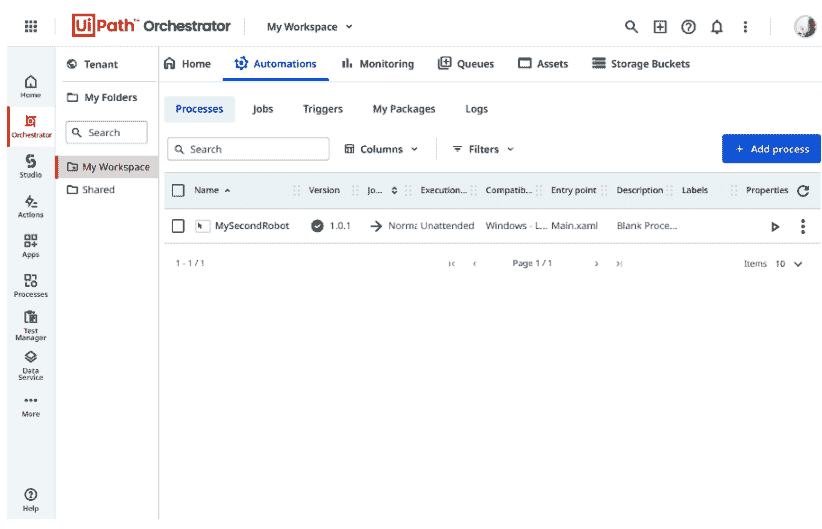 UiPath™ Orchestrator My Workspace
Tenant
My Folders
Search
My Workspace
Shared
Home
Orchestrator
Studio
Actions
Apps
Processes
Test
Manager
Data
Service
More
Help
Home Automations Monitoring Queues Assets Storage Buckets
Processes Jobs Triggers My Packages Logs
Search Columns Filters + Add process
Name Version Jo... Execution... Compatib... Entry point Description Labels Properties
MySecondRobot 1.0.1 Norma Unattended Windows - L... Main.xaml Blank Proce...
1 - 1 / 1 Page 1 / 1 Items 10